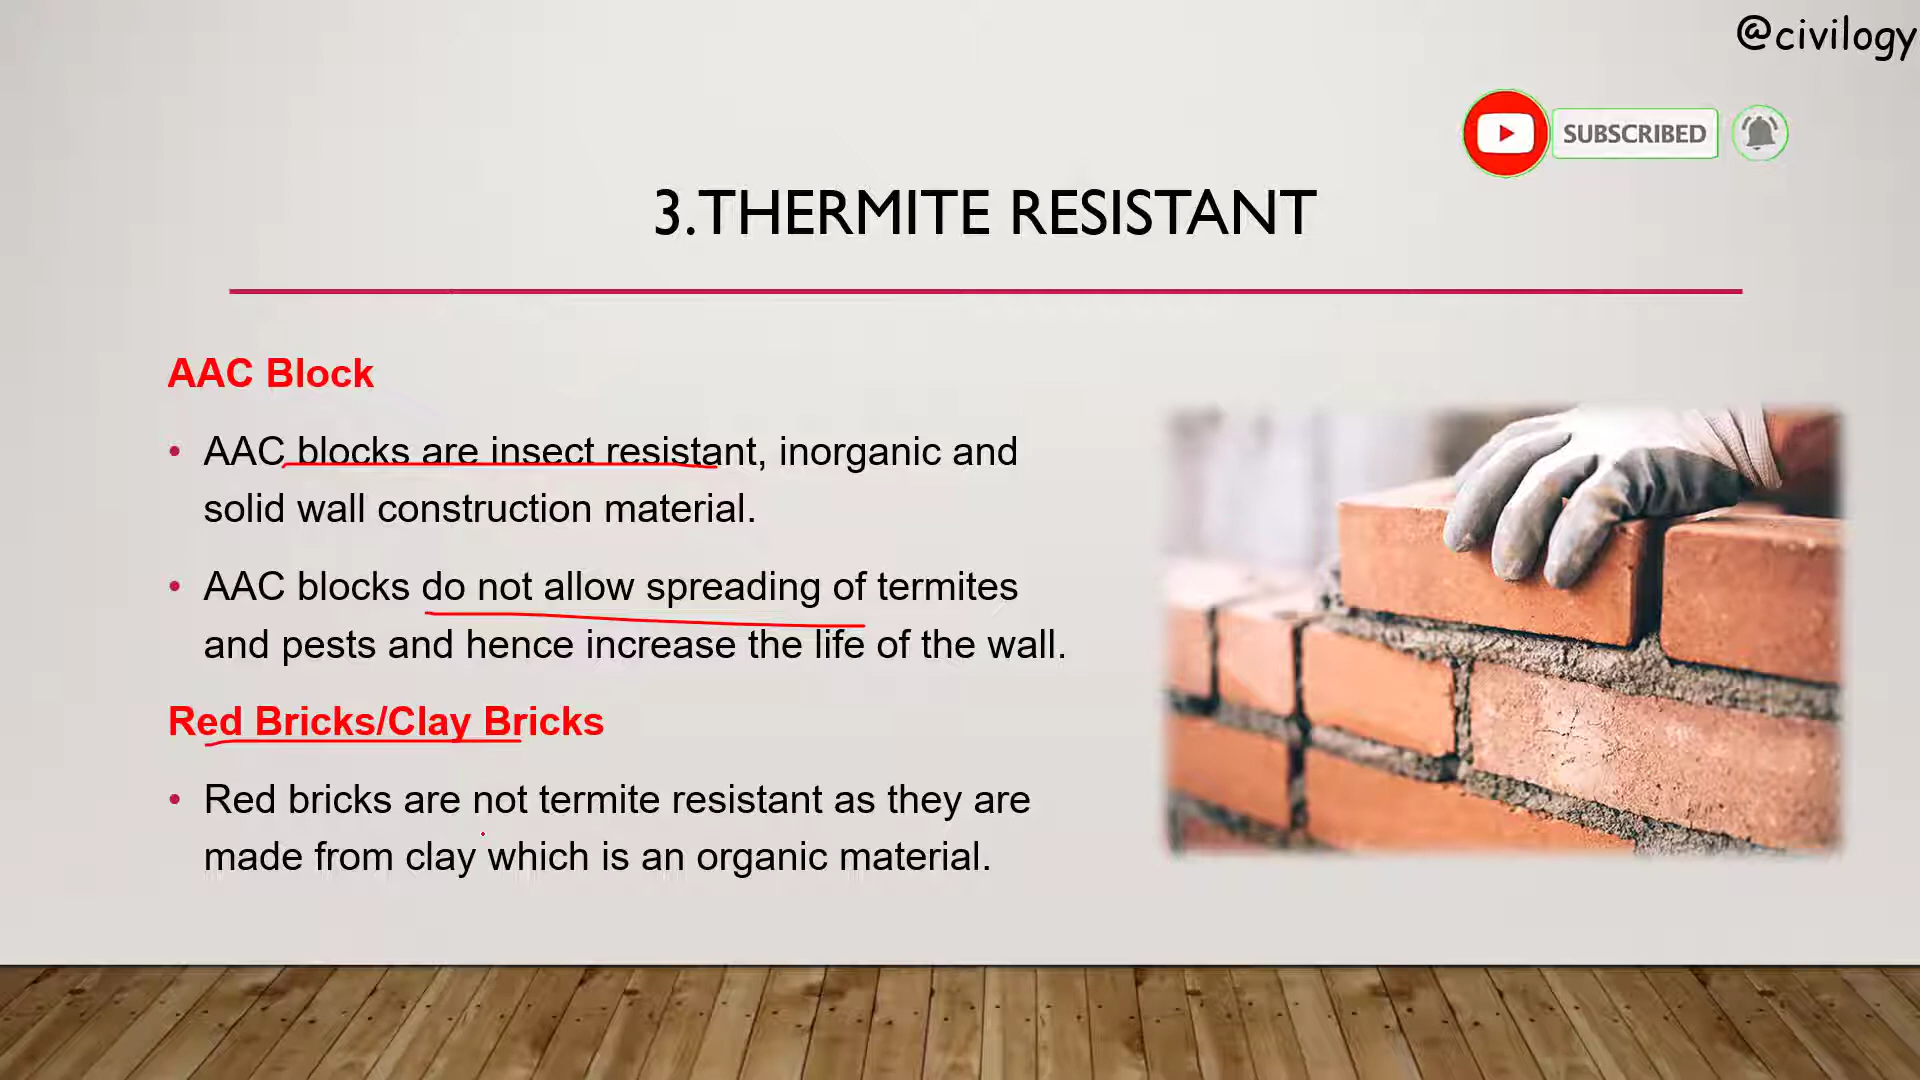 @civilogy
SUBSCRIBED
3.THERMITE RESISTANT
AAC Block
• AAC blocks are insect resistant, inorganic and
solid wall construction material.
• AAC blocks do not allow spreading of termites
and pests and hence increase the life of the wall.
Red Bricks/Clay Bricks
• Red bricks are not termite resistant as they are
made from clay which is an organic material.